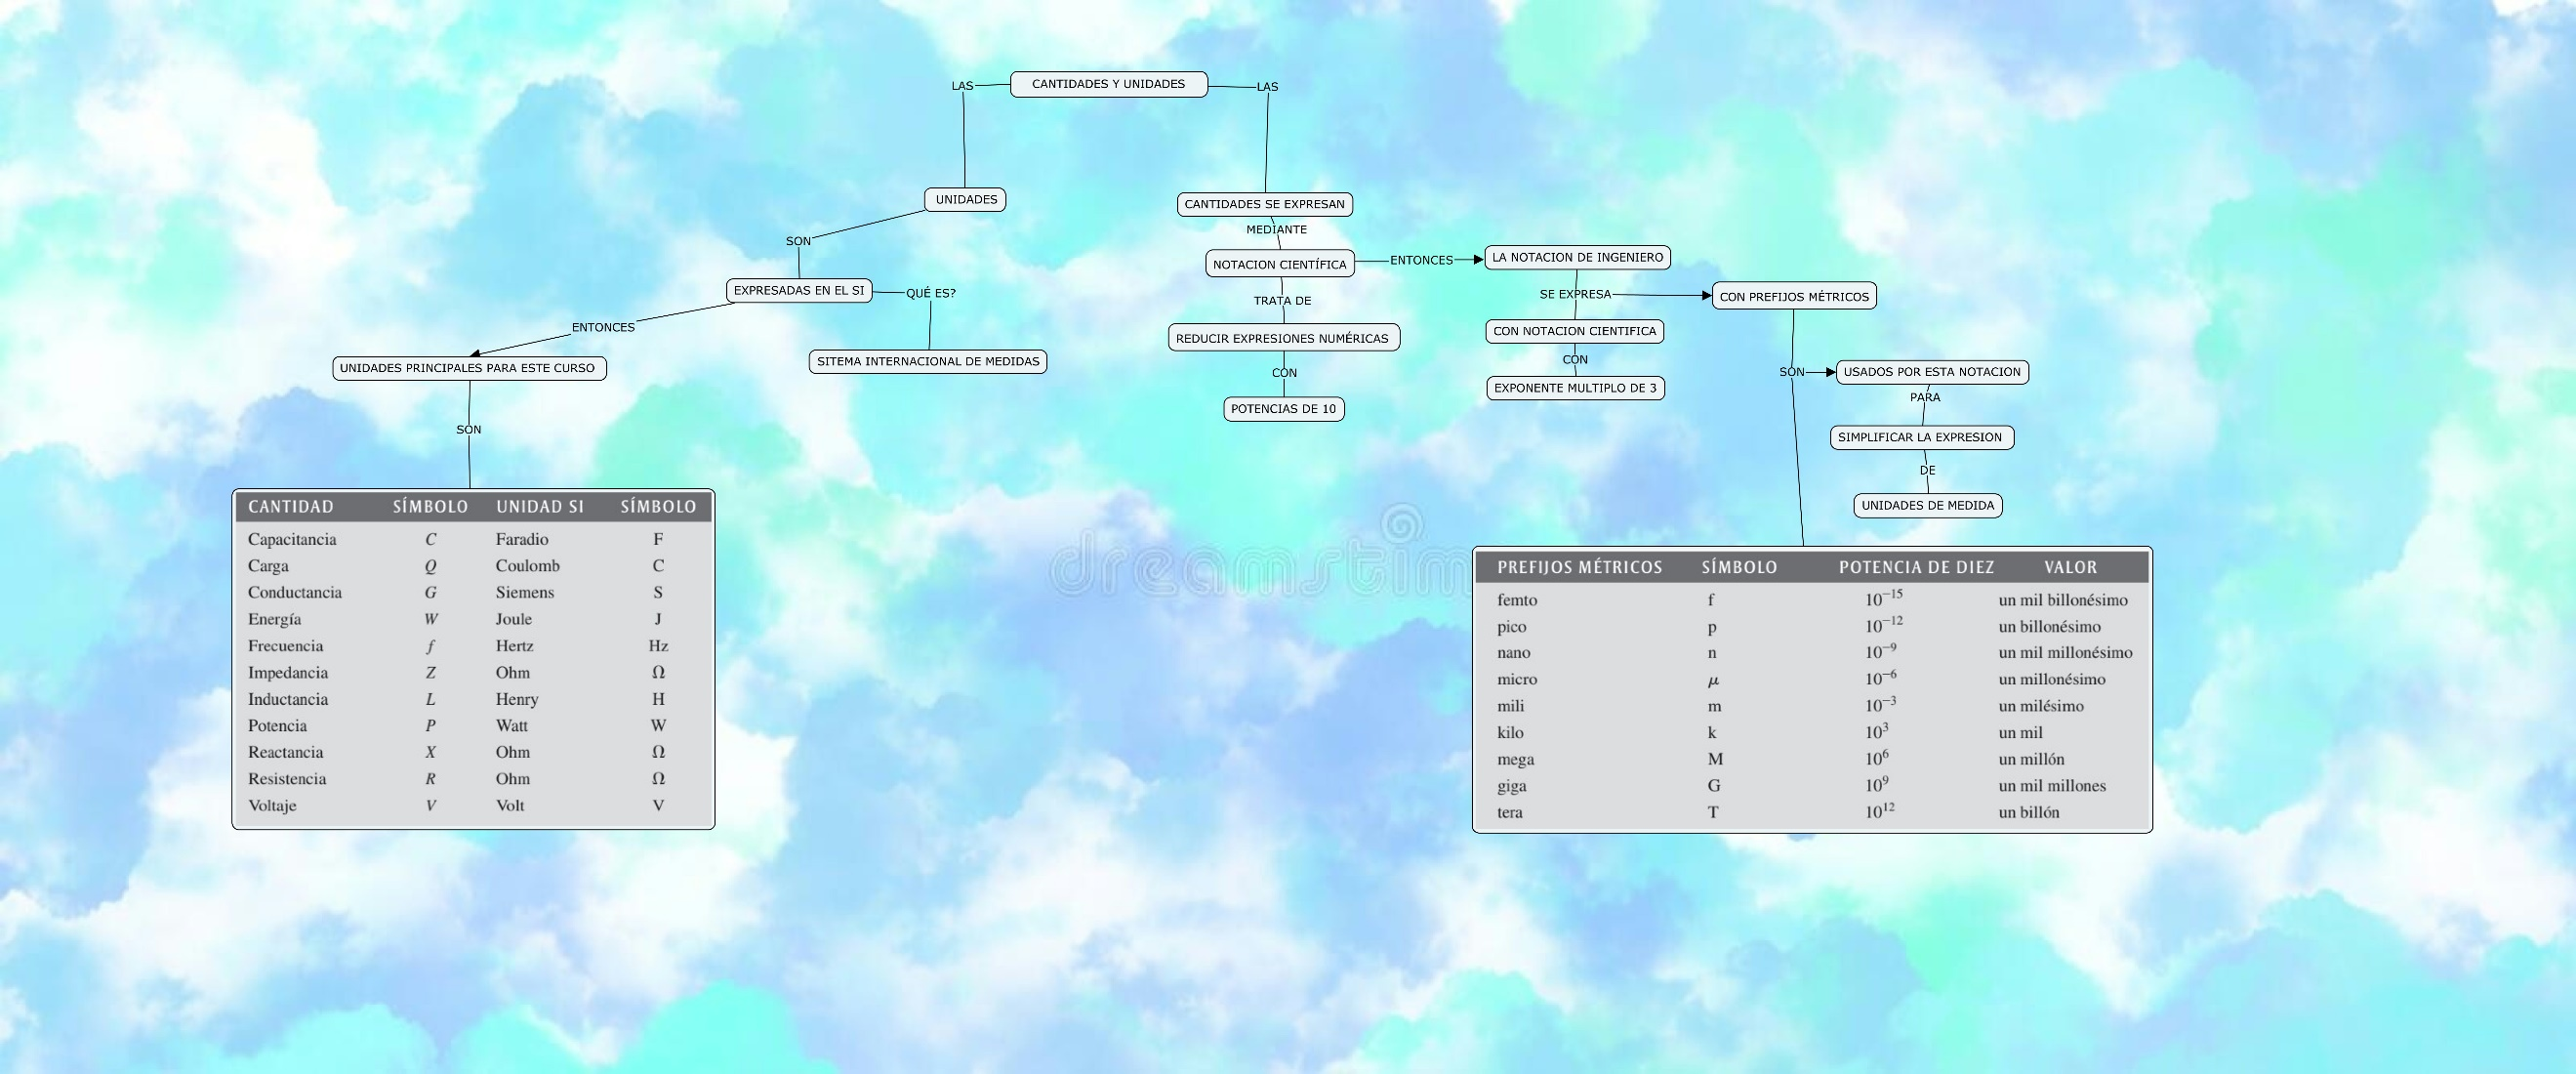 CANTIDADES Y UNIDADES
LAS
LAS
UNIDADES
SON
EXPRESADAS EN EL SI
QUÉ ES?
SITEMA INTERNACIONAL DE MEDIDAS
ENTONCES
UNIDADES PRINCIPALES PARA ESTE CURSO
SON
CANTIDAD SÍMBOLO UNIDAD SI SÍMBOLO
Capacitancia C Faradio F
Carga Q Coulomb C
Conductancia G Siemens S
Energía W Joule J
Frecuencia f Hertz Hz
Impedancia Z Ohm Ω
Inductancia L Henry H
Potencia P Watt W
Reactancia X Ohm Ω
Resistencia R Ohm Ω
Voltaje V Volt V
CANTIDADES SE EXPRESAN
MEDIANTE
NOTACION CIENTÍFICA
TRATA DE
REDUCIR EXPRESIONES NUMÉRICAS
CON
POTENCIAS DE 10
ENTONCES
LA NOTACION DE INGENIERO
SE EXPRESA
CON NOTACION CIENTIFICA
CON
EXPONENTE MULTIPLO DE 3
CON PREFIJOS MÉTRICOS
SON
USADOS POR ESTA NOTACION
PARA
SIMPLIFICAR LA EXPRESION
DE
UNIDADES DE MEDIDA
PREFIJOS MÉTRICOS SÍMBOLO POTENCIA DE DIEZ VALOR
femto f 10⁻¹⁵ un mil billonésimo
pico p 10⁻¹² un billonésimo
nano n 10⁻⁹ un mil millonésimo
micro μ 10⁻⁶ un millonésimo
mili m 10⁻³ un milésimo
kilo k 10³ un mil
mega M 10⁶ un millón
giga G 10⁹ un mil millones
tera T 10¹² un billón
dreamstim